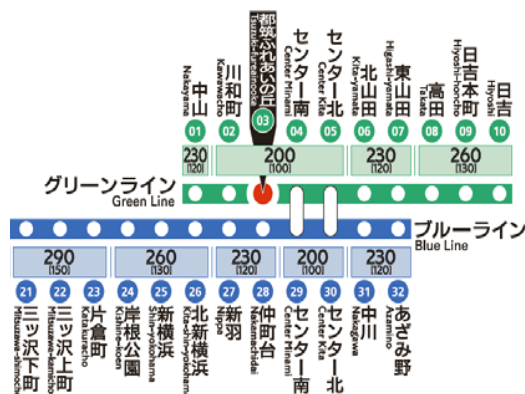 中山
Nakayama
川和町
Kawawacho
都筑ふれあいの丘
Tsuzuki-fureainooka
センター南
Center Minami
センター北
Center Kita
北山田
Kita-yamata
東山田
Higashi-yamata
高田
Takata
日吉本町
Hiyoshi-honcho
日吉
Hiyoshi
01
02
03
04
05
06
07
08
09
10
230
[120]
200
[100]
230
[120]
260
[130]
グリーンライン
Green Line
ブルーライン
Blue Line
290
[150]
260
[130]
230
[120]
200
[100]
230
[120]
21
22
23
24
25
26
27
28
29
30
31
32
三ッ沢下町
Mitsuzawa-shimocho
三ッ沢上町
Mitsuzawa-kamicho
片倉町
Katakuracho
岸根公園
Kishine-koen
新横浜
Shin-yokohama
北新横浜
Kita-shin-yokohama
新羽
Nippa
仲町台
Nakamachidai
センター南
Center Minami
センター北
Center Kita
中川
Nakagawa
あざみ野
Azamino